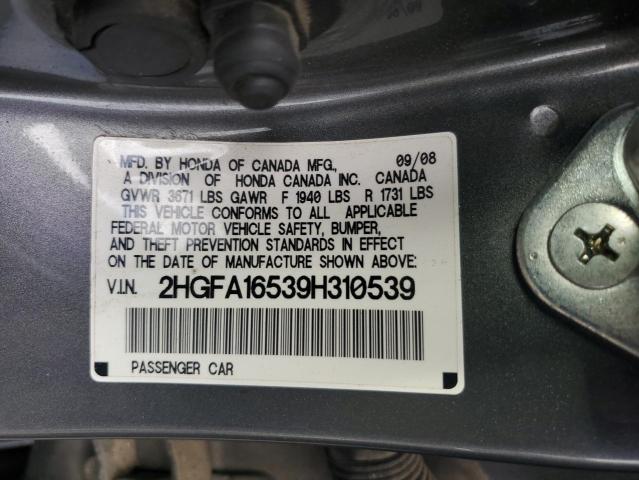 MFD. BY HONDA OF CANADA MFG., 09/08
A DIVISION OF HONDA CANADA INC. CANADA
GVWR 3671 LBS GAWR F 1940 LBS R 1731 LBS
THIS VEHICLE CONFORMS TO ALL APPLICABLE
FEDERAL MOTOR VEHICLE SAFETY, BUMPER,
AND THEFT PREVENTION STANDARDS IN EFFECT
ON THE DATE OF MANUFACTURE SHOWN ABOVE:
V.I.N. 2HGFA16539H310539
PASSENGER CAR